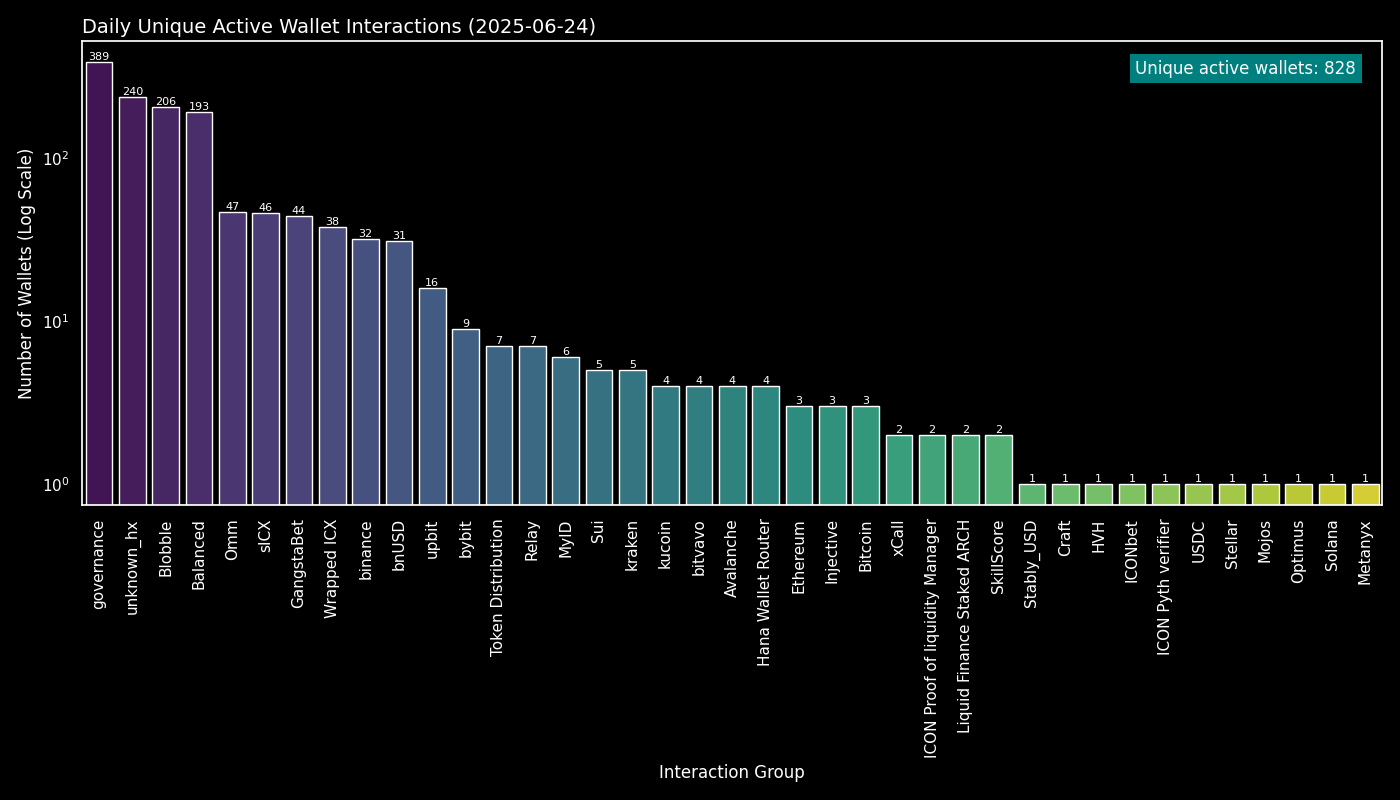 Daily Unique Active Wallet Interactions (2025-06-24)
Unique active wallets: 828
Number of Wallets (Log Scale)
10²
10¹
10⁰
389
240
206
193
47
46
44
38
32
31
16
9
7
7
6
5
5
4
4
4
4
3
3
3
2
2
2
2
1
1
1
1
1
1
1
1
1
1
1
governance
unknown_hx
Blobble
Balanced
Omm
sICX
GangstaBet
Wrapped ICX
binance
bnUSD
upbit
bybit
Token Distribution
Relay
MyID
Sui
kraken
kucoin
bitvavo
Avalanche
Hana Wallet Router
Ethereum
Injective
Bitcoin
xCall
ICON Proof of liquidity Manager
Liquid Finance Staked ARCH
SkillScore
Stably_USD
Craft
HVH
ICONbet
ICON Pyth verifier
USDC
Stellar
Mojos
Optimus
Solana
Metanyx
Interaction Group